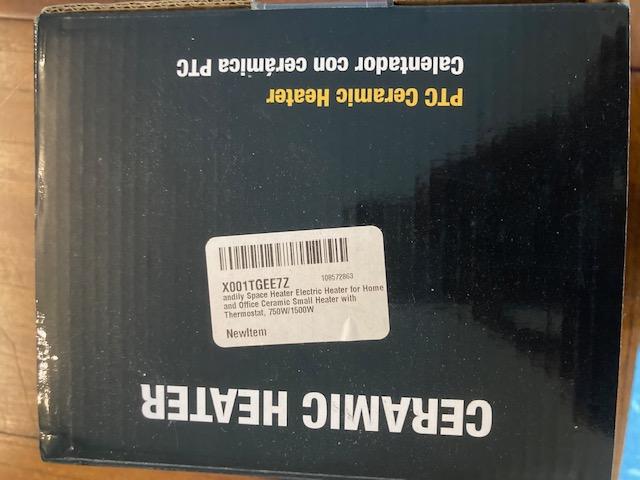 CERAMIC HEATER
X001TGEE7Z 108572863
andily Space Heater Electric Heater for Home
and Office Ceramic Small Heater with
Thermostat, 750W/1500W
NewItem
PTC Ceramic Heater
Calentador con cerámica PTC